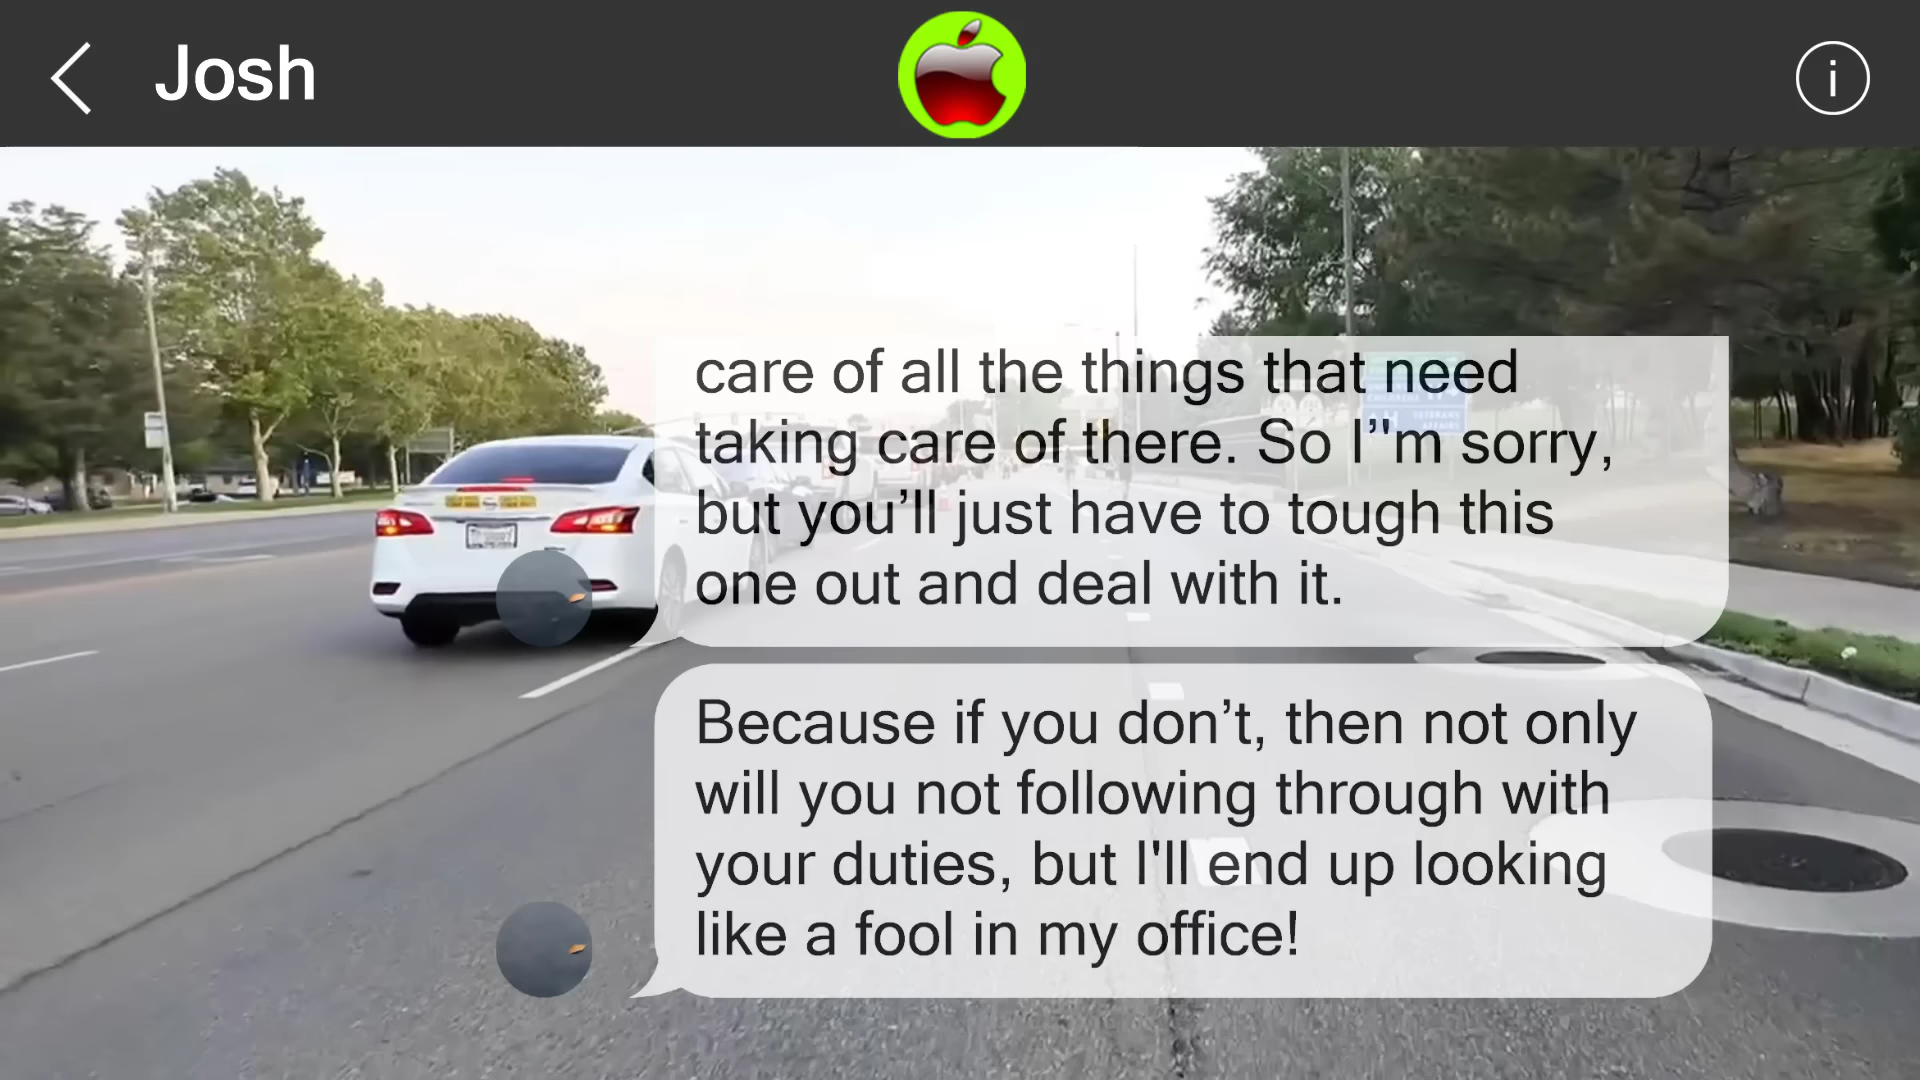 Josh
i
care of all the things that need
taking care of there. So I’"m sorry,
but you’ll just have to tough this
one out and deal with it.
Because if you don’t, then not only
will you not following through with
your duties, but I'll end up looking
like a fool in my office!